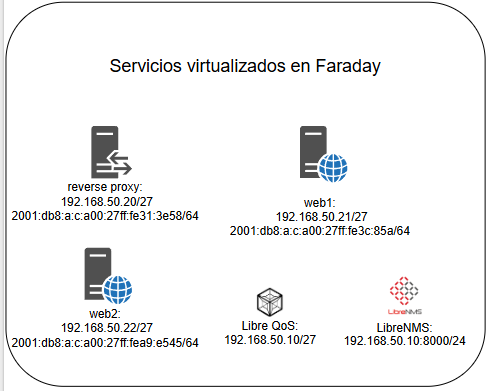 Servicios virtualizados en Faraday
reverse proxy:
192.168.50.20/27
2001:db8:a:c:a00:27ff:fe31:3e58/64
web1:
192.168.50.21/27
2001:db8:a:c:a00:27ff:fe3c:85a/64
web2:
192.168.50.22/27
2001:db8:a:c:a00:27ff:fea9:e545/64
Libre QoS:
192.168.50.10/27
LibreNMS
LibreNMS:
192.168.50.10:8000/24